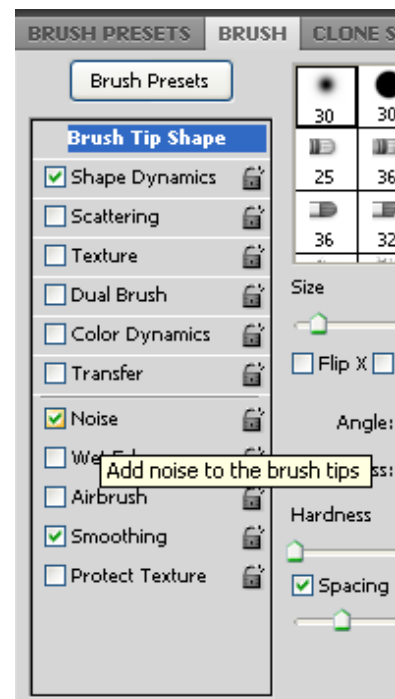 BRUSH PRESETS BRUSH CLONE S
Brush Presets
30 30
Brush Tip Shape
25 36
Shape Dynamics
Scattering
36 32
Texture
Dual Brush
Size
Color Dynamics
Transfer
Flip X
Noise
Angle:
Add noise to the brush tips
ss:
Airbrush
Hardness
Smoothing
Protect Texture
Spacing